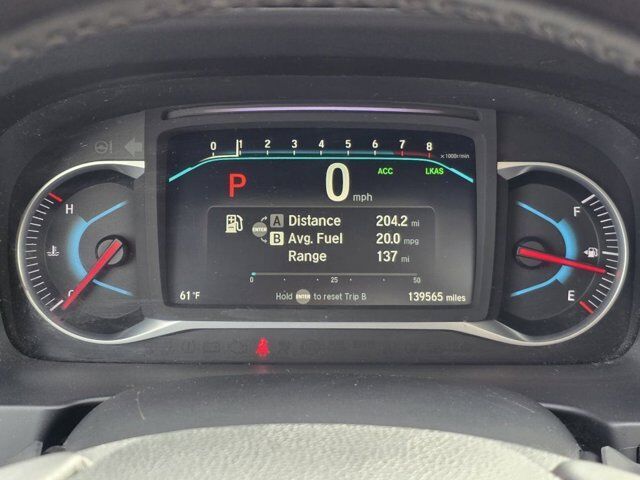 0 1 2 3 4 5 6 7 8
×1000r/min
P 0 mph ACC LKAS
H
F
ENTER A Distance 204.2 mi
B Avg. Fuel 20.0 mpg
Range 137 mi
0 25 50
C
E
61°F Hold ENTER to reset Trip B 139565 miles